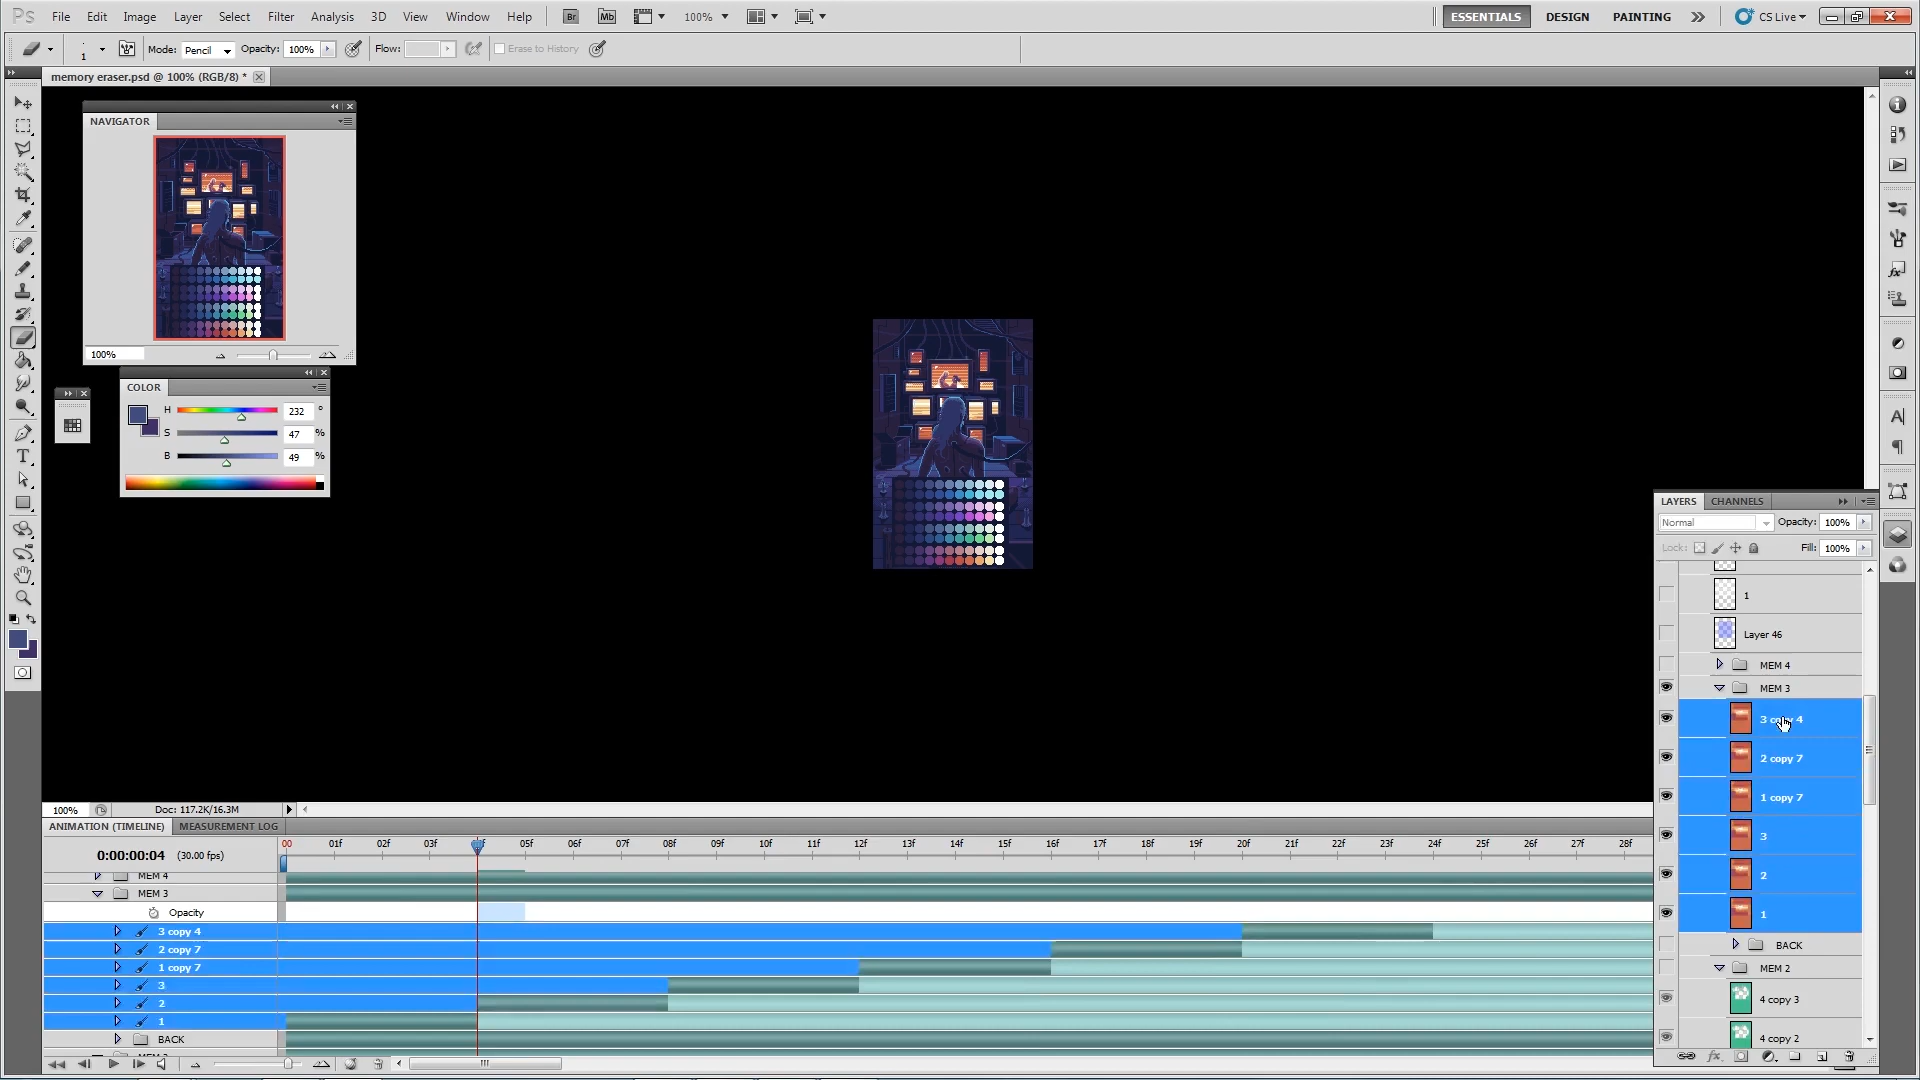 Ps File Edit Image Layer Select Filter Analysis 3D View Window Help Br Mb 100% ESSENTIALS DESIGN PAINTING CS Live
1 Mode: Pencil Opacity: 100% Flow: Erase to History
memory eraser.psd @ 100% (RGB/8) *
NAVIGATOR
100%
COLOR
H 232 °
S 47 %
B 49 %
LAYERS CHANNELS
Normal Opacity: 100%
Lock: Fill: 100%
1
Layer 46
MEM 4
MEM 3
3 copy 4
2 copy 7
1 copy 7
3
2
1
BACK
MEM 2
4 copy 3
4 copy 2
100% Doc: 117.2K/16.3M
ANIMATION (TIMELINE) MEASUREMENT LOG
0:00:00:04 (30.00 fps) 00 01f 02f 03f 05f 06f 07f 08f 09f 10f 11f 12f 13f 14f 15f 16f 17f 18f 19f 20f 21f 22f 23f 24f 25f 26f 27f 28f
MEM 4
MEM 3
Opacity
3 copy 4
2 copy 7
1 copy 7
3
2
1
BACK